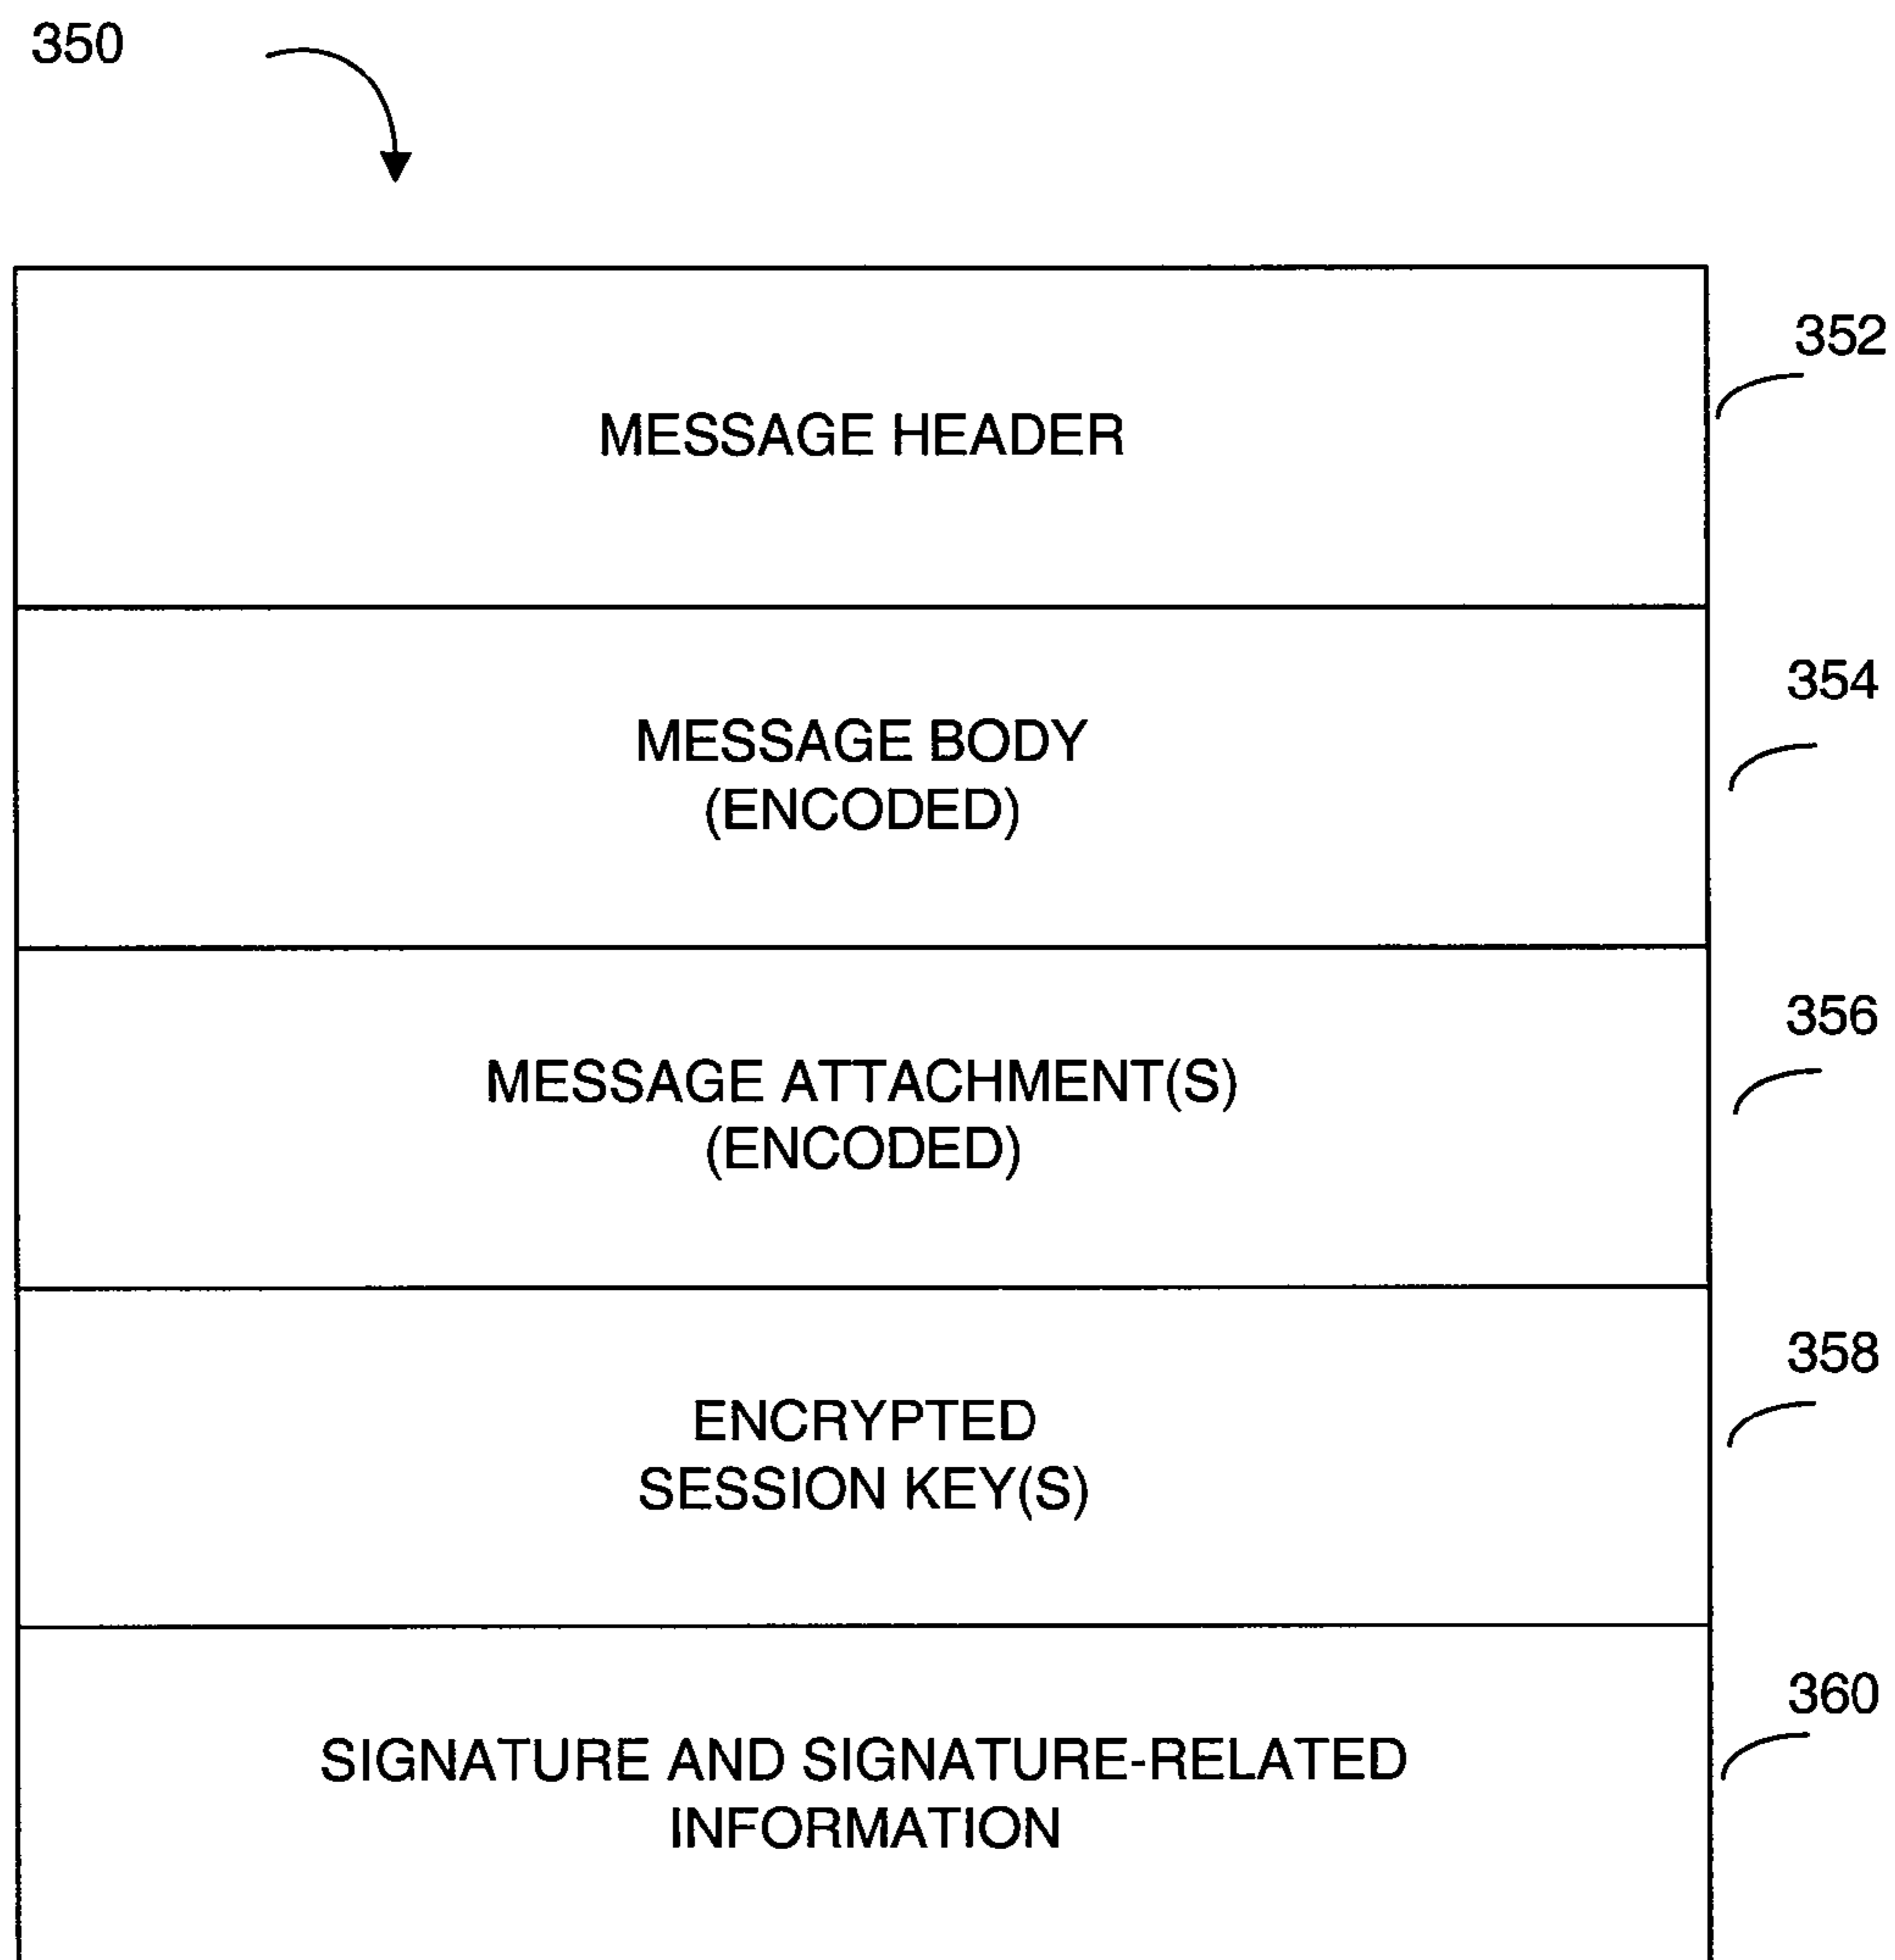 350
352
MESSAGE HEADER
354
MESSAGE BODY
(ENCODED)
356
MESSAGE ATTACHMENT(S)
(ENCODED)
358
ENCRYPTED
SESSION KEY(S)
360
SIGNATURE AND SIGNATURE-RELATED
INFORMATION